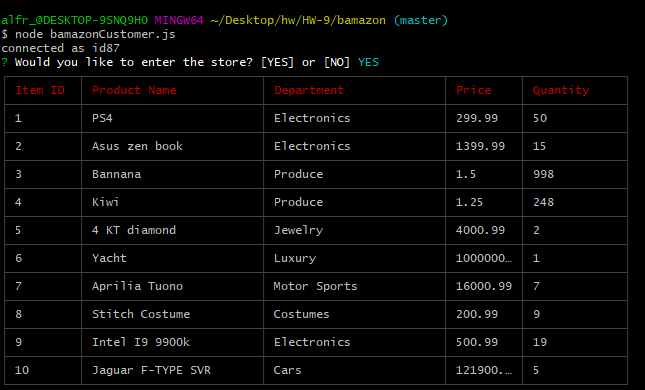 alfr_@DESKTOP-9SNQ9HO MINGW64 ~/Desktop/hw/HW-9/bamazon (master)
$ node bamazonCustomer.js
connected as id87
? Would you like to enter the store? [YES] or [NO] YES
Item ID Product Name Department Price Quantity
1 PS4 Electronics 299.99 50
2 Asus zen book Electronics 1399.99 15
3 Bannana Produce 1.5 998
4 Kiwi Produce 1.25 248
5 4 KT diamond Jewelry 4000.99 2
6 Yacht Luxury 1000000… 1
7 Aprilia Tuono Motor Sports 16000.99 7
8 Stitch Costume Costumes 200.99 9
9 Intel I9 9900k Electronics 500.99 19
10 Jaguar F-TYPE SVR Cars 121900.… 5